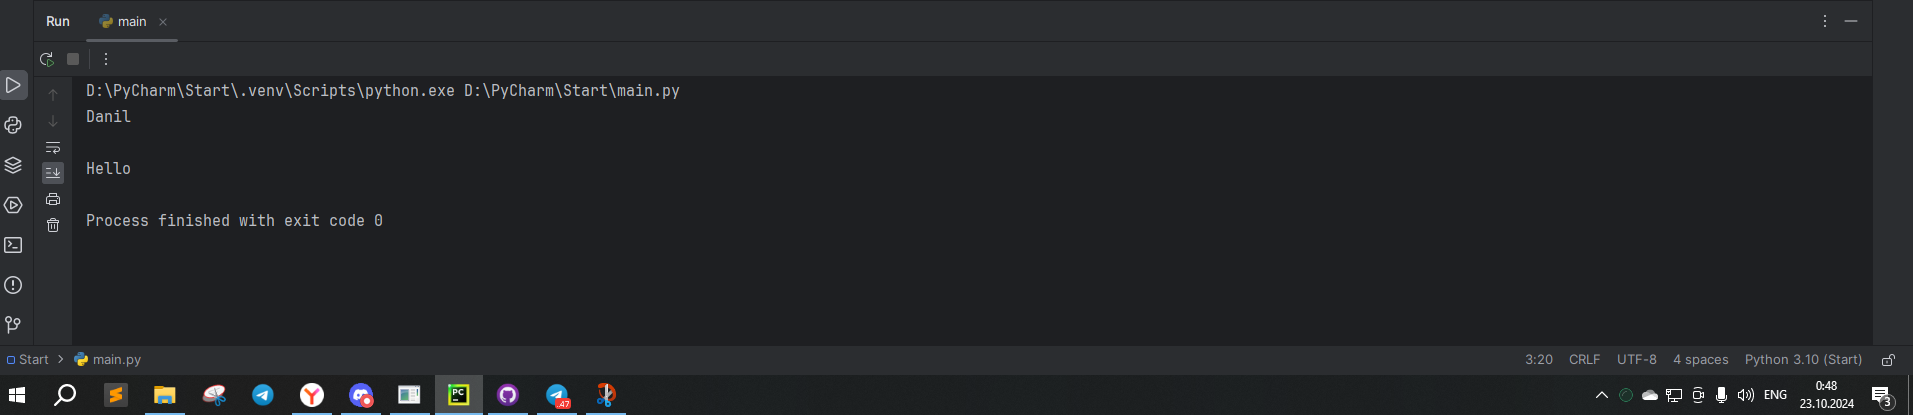 Run
main
D:\PyCharm\Start\.venv\Scripts\python.exe D:\PyCharm\Start\main.py
Danil
Hello
Process finished with exit code 0
Start > main.py
3:20 CRLF UTF-8 4 spaces Python 3.10 (Start)
PC
47
ENG
0:48
23.10.2024
3